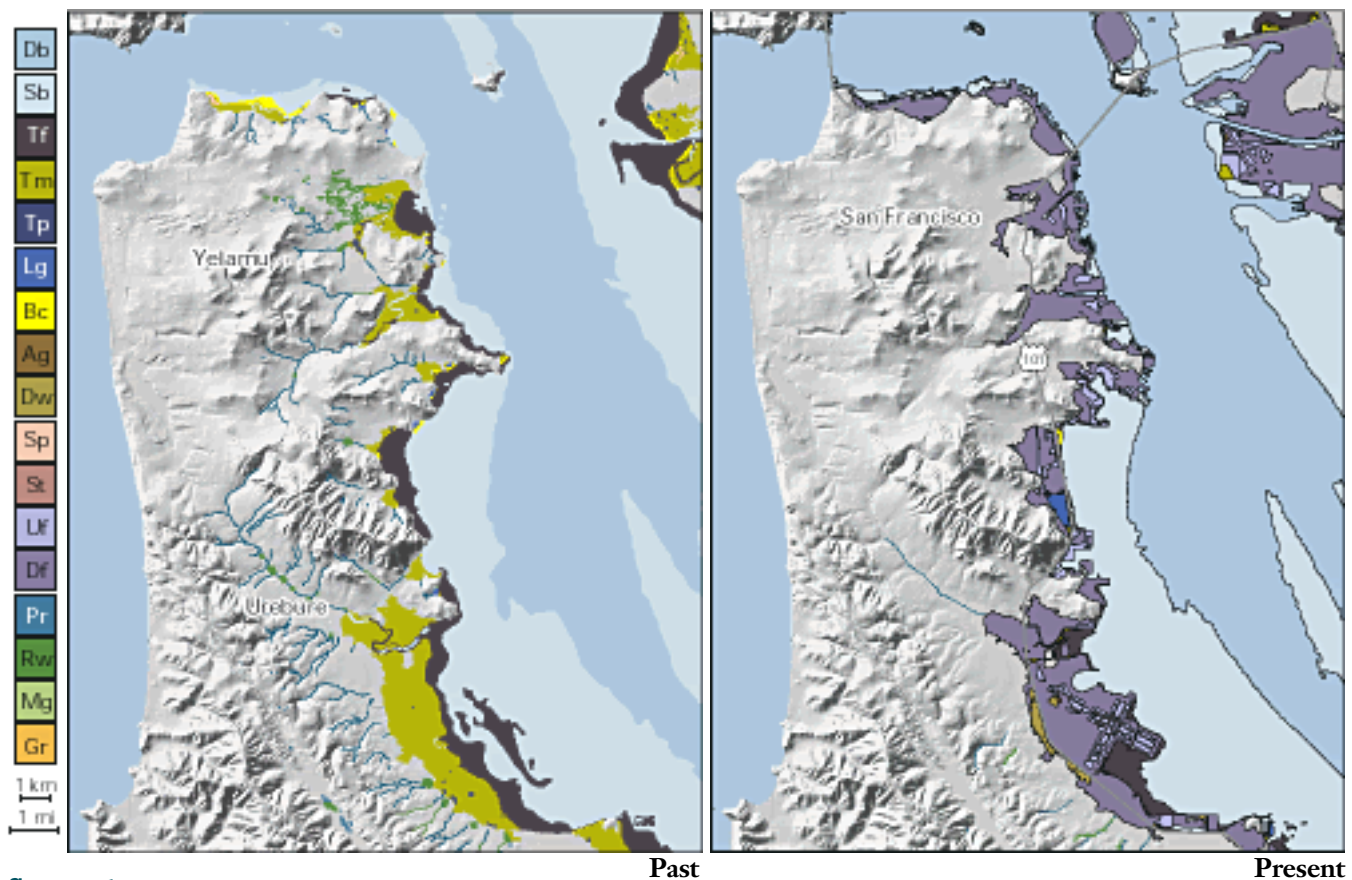 Db
Sb
Tf
Tm
Tp
Lg
Bc
Ag
Dw
Sp
St
Uf
Df
Pr
Rw
Mg
Gr
1 km
1 mi
Yelamu
Urebure
Past
San Francisco
101
Present